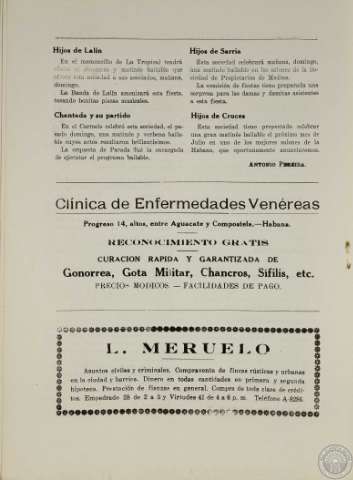 Hijos de Lalín
En el mamoncillo de La Tropical tendrá
efecto el almuerzo y matinée bailable que
ofrece esta sociedad a sus asociados, mañana,
domingo.
La Banda de Lalín amenizará esta fiesta,
tocando bonitas piezas musicales.
Chantada y su partido
En el Carmelo celebró esta sociedad, el pa-
sado domingo, una matinée y verbena baila-
ble cuyos actos resultaron brillantísimos.
La orquesta de Parada fué la encargada
de ejecutar el programa bailable.
Hijos de Sarria
Esta sociedad celebrará mañana, domingo,
una matinée bailable en los salones de la So-
ciedad de Propietarios de Medina.
La comisión de fiestas tiene preparada una
sorpresa para las damas y damitas asistentes
a esta fiesta.
Hijos de Cruces
Esta sociedad tiene proyectado celebrar
una gran matinée bailable el próximo mes de
Julio en uno de los mejores salones de la
Habana, que oportunamente anunciaremos.
Antonio Pereira.
Clínica de Enfermedades Venéreas
Progreso 14, altos, entre Aguacate y Compostela.—Habana.
RECONOCIMIENTO GRATIS
CURACION RAPIDA Y GARANTIZADA DE
Gonorrea, Gota Militar, Chancros, Sífilis, etc.
PRECIOS MODICOS. — FACILIDADES DE PAGO.
L. MERUELO
Asuntos civiles y criminales. Compraventa de fincas rústicas y urbanas
en la ciudad y barrios. Dinero en todas cantidades en primera y segunda
hipoteca. Prestación de fianzas en general. Compra de toda clase de crédi-
tos. Empedrado 28 de 2 a 3 y Virtudes 41 de 4 a 6 p. m. Teléfono A-8284.